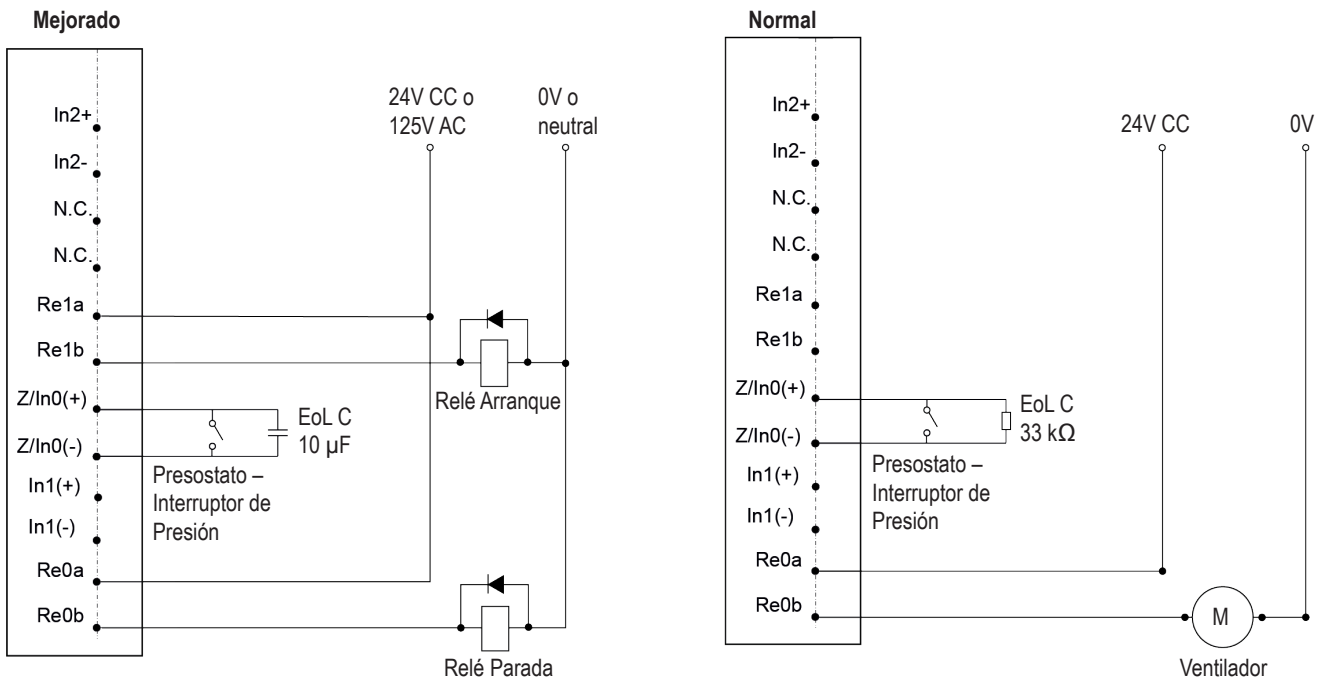 Mejorado
In2+
In2-
N.C.
N.C.
Re1a
Re1b
Z/In0(+)
Z/In0(-)
In1(+)
In1(-)
Re0a
Re0b
24V CC o
125V AC
0V o
neutral
Relé Arranque
EoL C
10 µF
Presostato –
Interruptor de
Presión
Relé Parada
Normal
In2+
In2-
N.C.
N.C.
Re1a
Re1b
Z/In0(+)
Z/In0(-)
In1(+)
In1(-)
Re0a
Re0b
24V CC
0V
EoL C
33 kΩ
Presostato –
Interruptor de
Presión
M
Ventilador